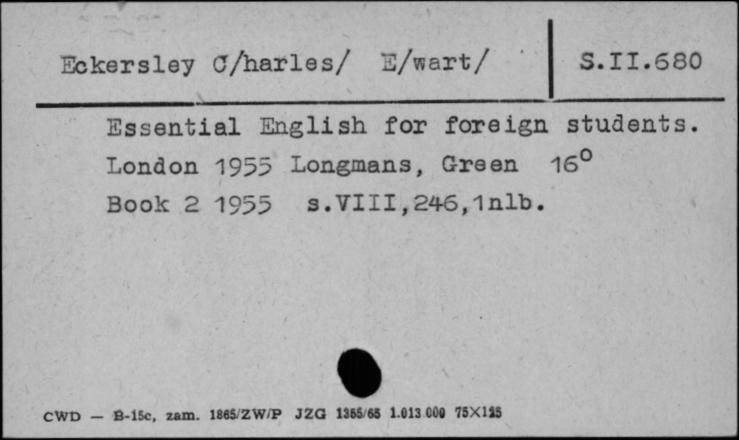 Eckersley C/harles/ E/wart/ S.II.680
Essential English for foreign students.
London 1955 Longmans, Green 16⁰
Book 2 1955 s.VIII,246,1nlb.
CWD — B-15c, zam. 1865/ZW/P JZG 1355/65 1.013.000 75X125